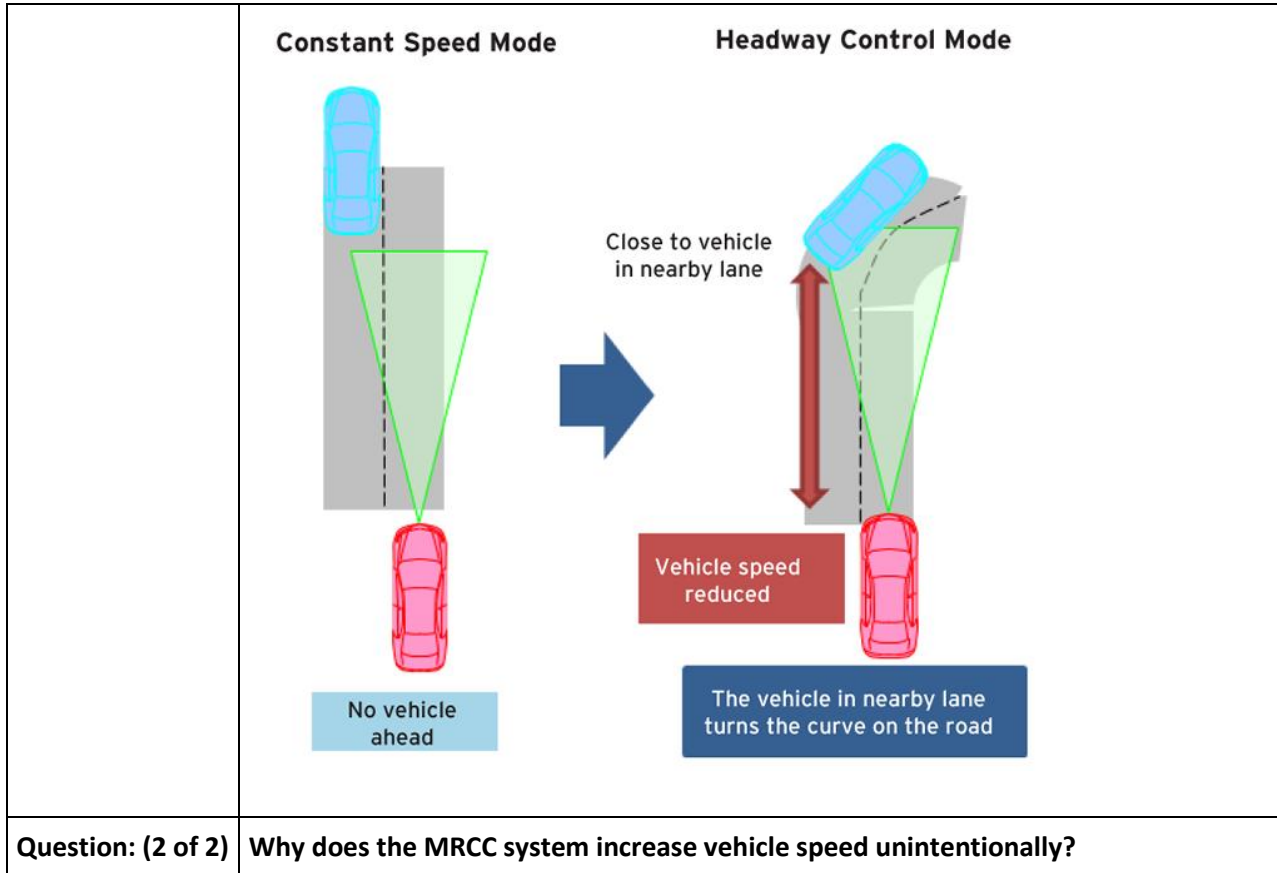 Constant Speed Mode
Headway Control Mode
Close to vehicle
in nearby lane
Vehicle speed
reduced
No vehicle
ahead
The vehicle in nearby lane
turns the curve on the road
Question: (2 of 2)
Why does the MRCC system increase vehicle speed unintentionally?